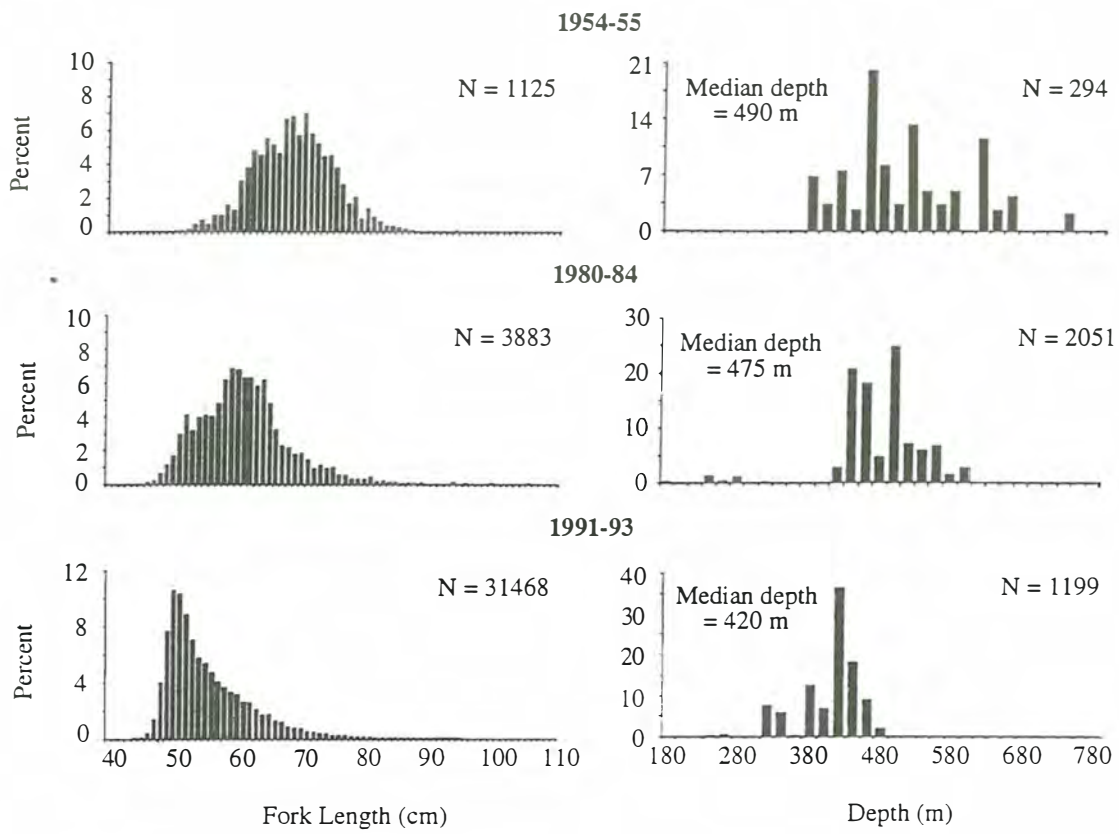 1954-55
10
8
6
4
2
0
Percent
N = 1125
21
14
7
0
Median depth
= 490 m
N = 294
1980-84
10
8
6
4
2
0
Percent
N = 3883
30
20
10
0
Median depth
= 475 m
N = 2051
1991-93
12
8
4
0
Percent
N = 31468
40 50 60 70 80 90 100 110
Fork Length (cm)
40
30
20
10
0
Median depth
= 420 m
N = 1199
180 280 380 480 580 680 780
Depth (m)